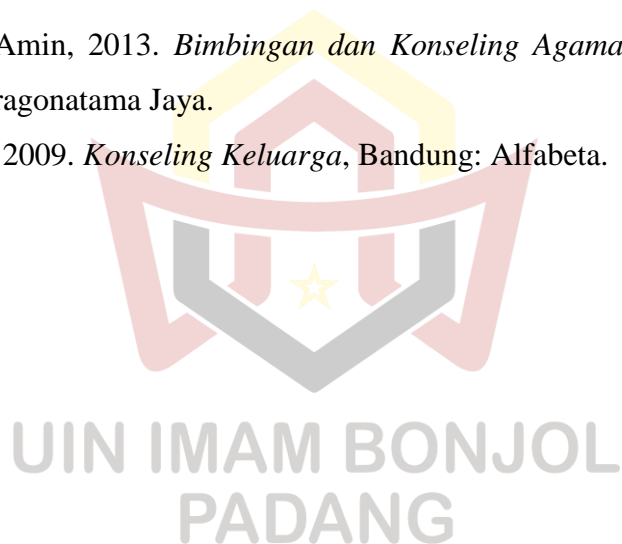 Amin, 2013. Bimbingan dan Konseling Agama
ragonatama Jaya.
2009. Konseling Keluarga, Bandung: Alfabeta.
UIN IMAM BONJOL
PADANG